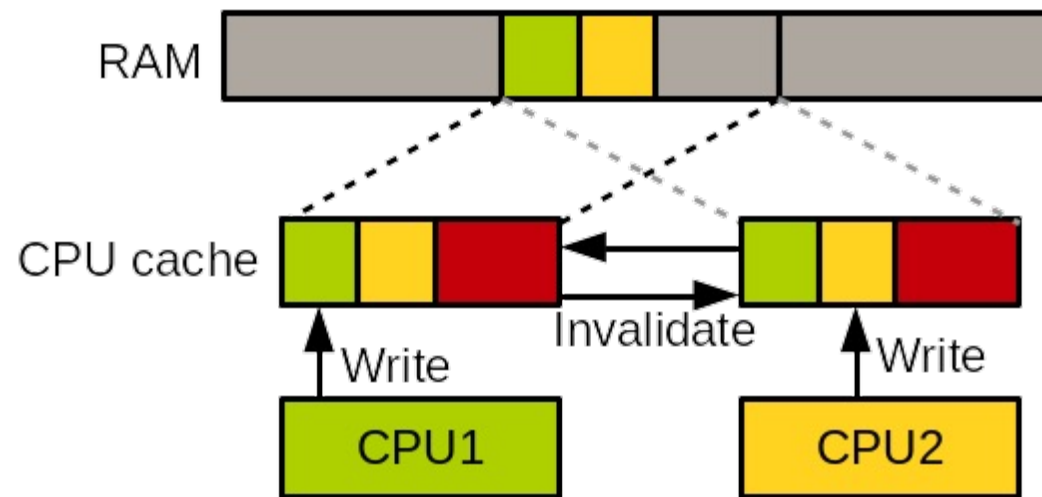 RAM
CPU cache
Invalidate
Write
Write
CPU1
CPU2